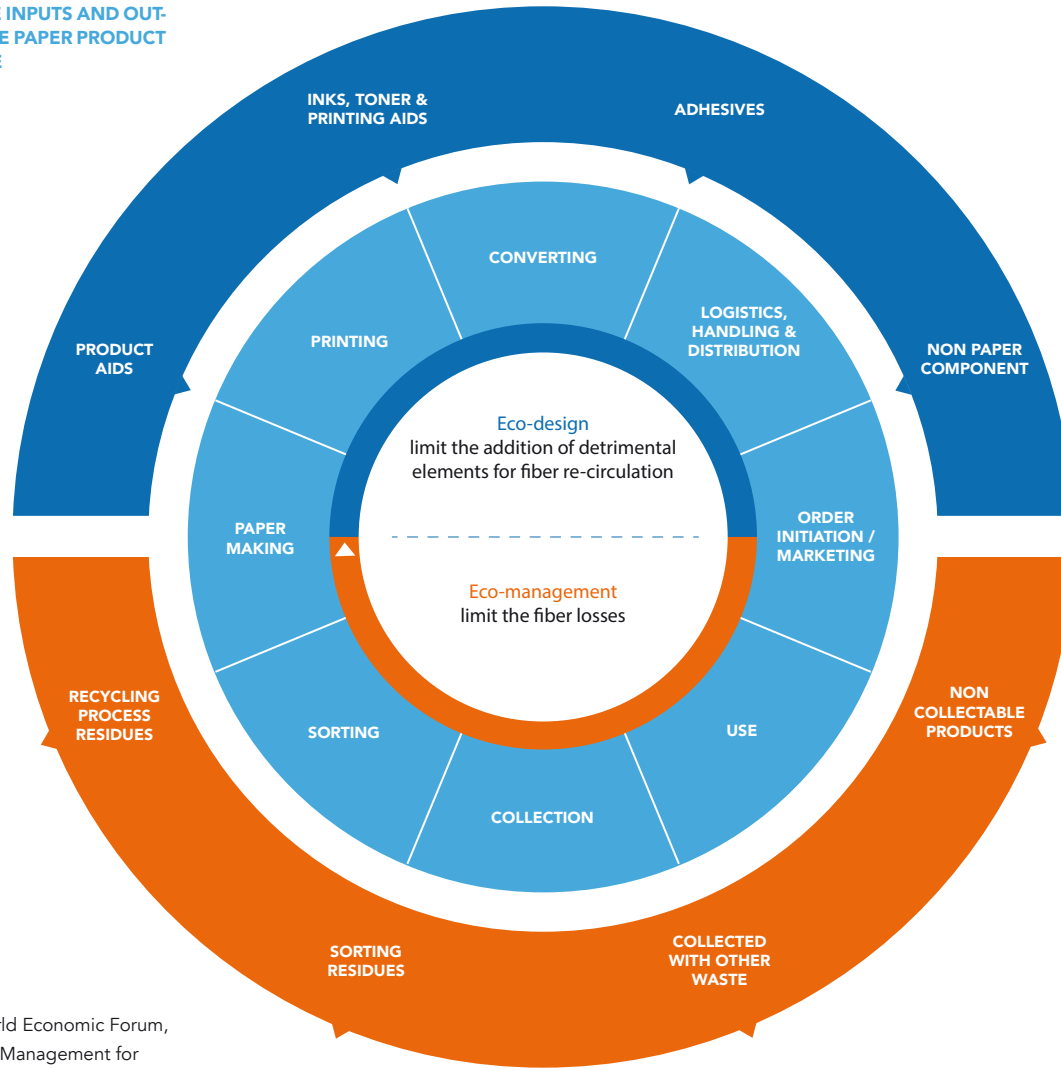 E INPUTS AND OUT-
E PAPER PRODUCT
INKS, TONER &
PRINTING AIDS
ADHESIVES
PRODUCT
AIDS
NON PAPER
COMPONENT
CONVERTING
PRINTING
LOGISTICS,
HANDLING &
DISTRIBUTION
PAPER
MAKING
ORDER
INITIATION /
MARKETING
Eco-design
limit the addition of detrimental
elements for fiber re-circulation
Eco-management
limit the fiber losses
SORTING
USE
COLLECTION
RECYCLING
PROCESS
RESIDUES
NON
COLLECTABLE
PRODUCTS
SORTING
RESIDUES
COLLECTED
WITH OTHER
WASTE
rld Economic Forum,
Management for